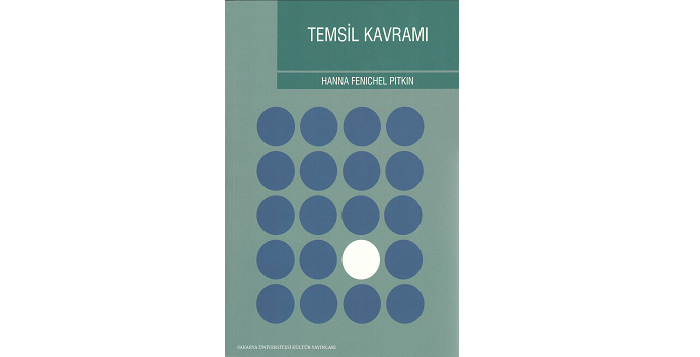 TEMSİL KAVRAMI
HANNA FENICHEL PITKIN
SAKARYA ÜNİVERSİTESİ KÜLTÜR YAYINLARI